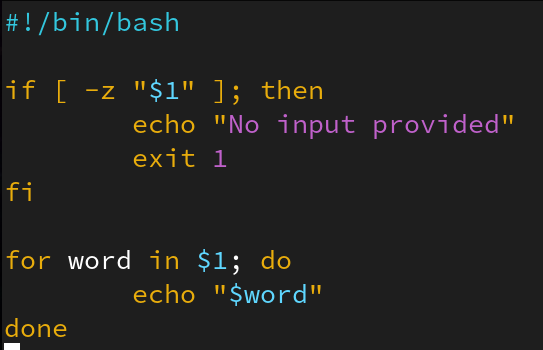 #!/bin/bash

if [ -z "$1" ]; then
        echo "No input provided"
        exit 1
fi

for word in $1; do
        echo "$word"
done